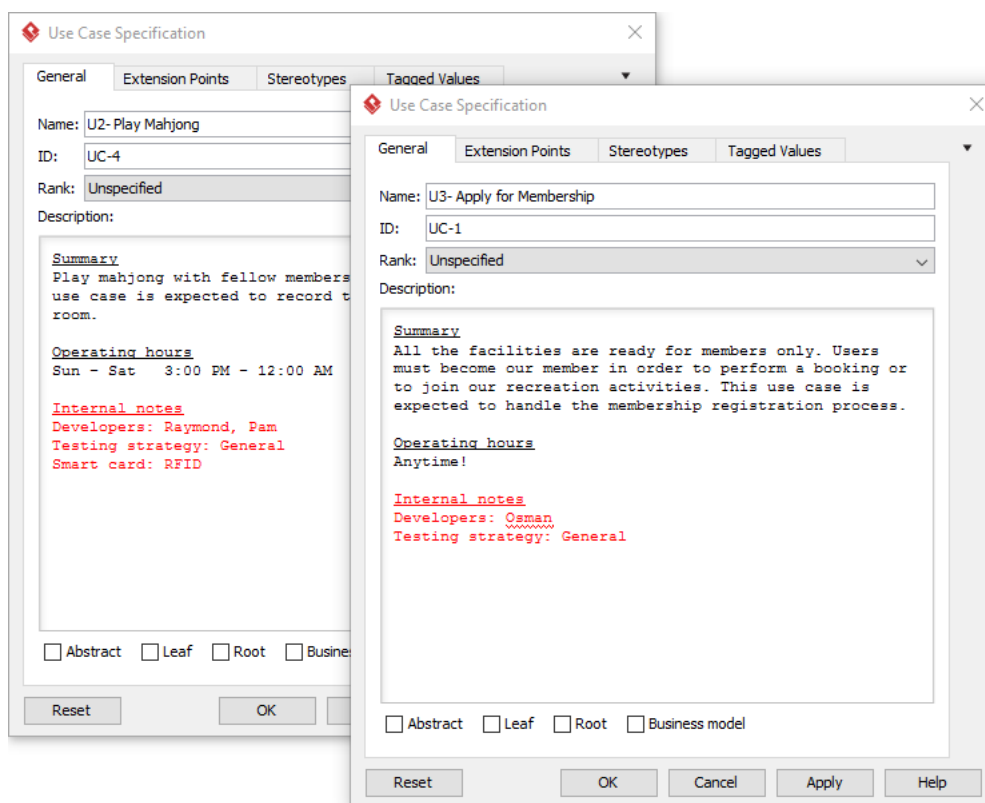 Use Case Specification
General Extension Points Stereotypes Tagged Values
Name: U2- Play Mahjong
ID: UC-4
Rank: Unspecified
Description:
Summary
Play mahjong with fellow members
use case is expected to record t
room.
Operating hours
Sun - Sat 3:00 PM - 12:00 AM
Internal notes
Developers: Raymond, Pam
Testing strategy: General
Smart card: RFID
Abstract Leaf Root Busine
Reset OK
Use Case Specification
General Extension Points Stereotypes Tagged Values
Name: U3- Apply for Membership
ID: UC-1
Rank: Unspecified
Description:
Summary
All the facilities are ready for members only. Users
must become our member in order to perform a booking or
to join our recreation activities. This use case is
expected to handle the membership registration process.
Operating hours
Anytime!
Internal notes
Developers: Osman
Testing strategy: General
Abstract Leaf Root Business model
Reset OK Cancel Apply Help